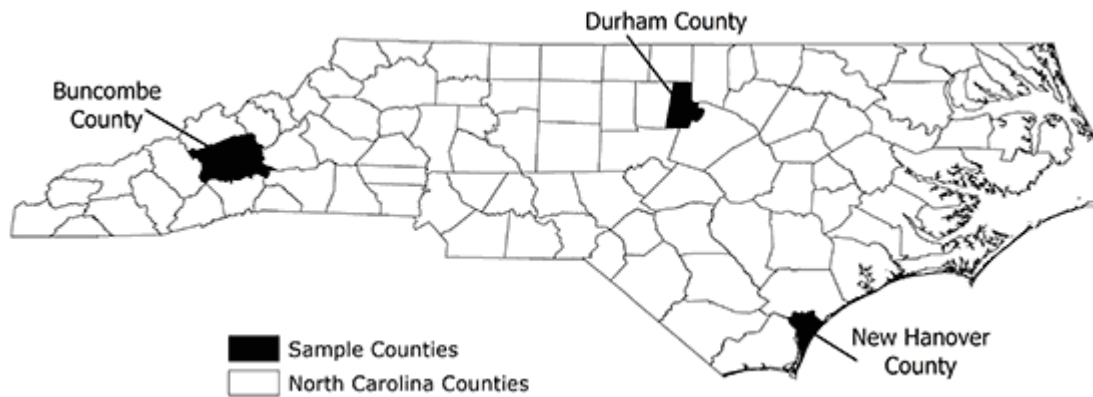 Durham County
Buncombe
County
New Hanover
County
Sample Counties
North Carolina Counties